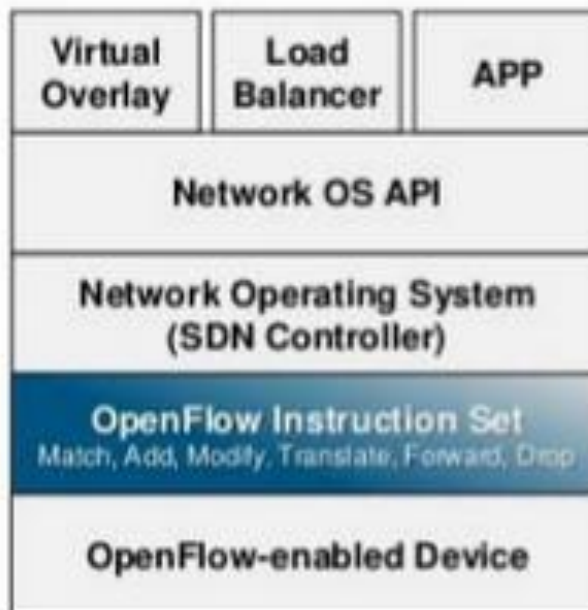 Virtual
Overlay
Load
Balancer
APP
Network OS API
Network Operating System
(SDN Controller)
OpenFlow Instruction Set
Match, Add, Modify, Translate, Forward, Drop
OpenFlow-enabled Device